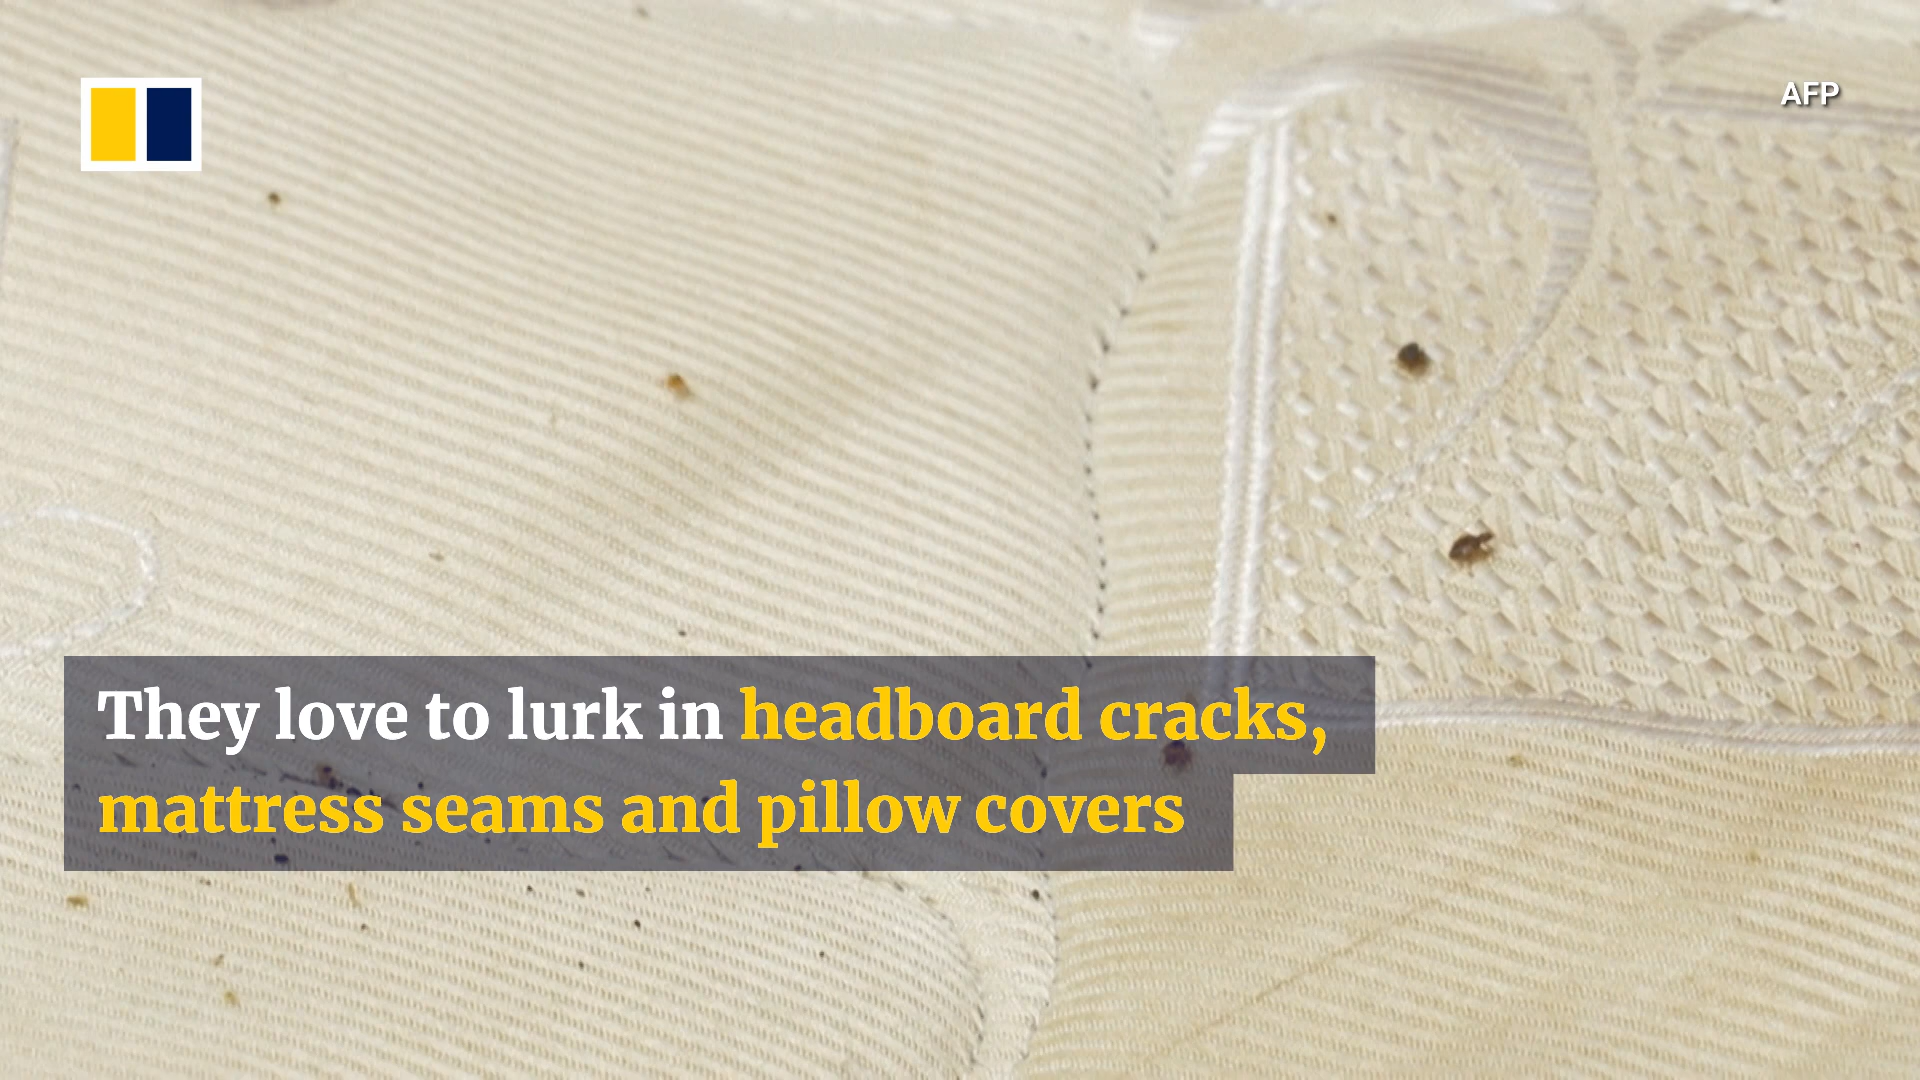 AFP
They love to lurk in headboard cracks,
mattress seams and pillow covers